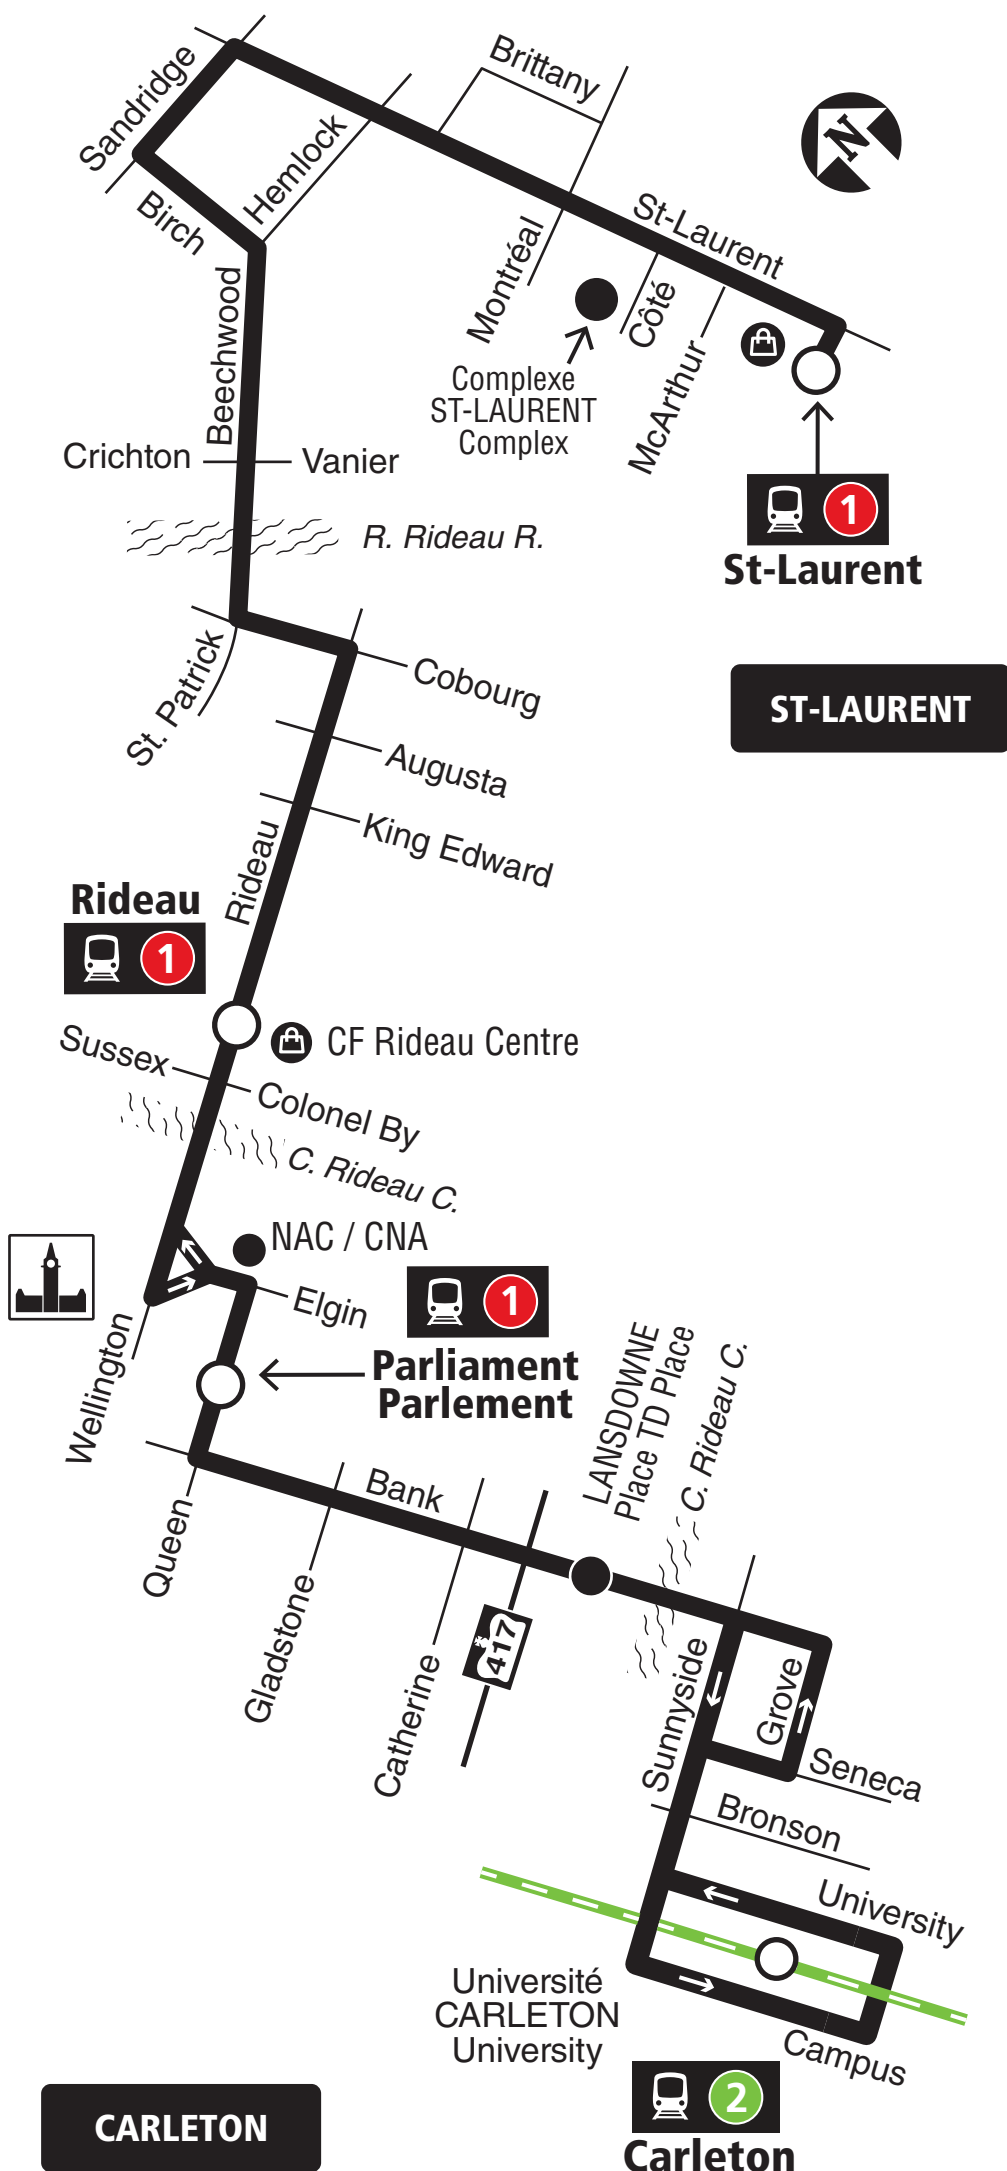 Brittany
Sandridge
Hemlock
N
Birch
St-Laurent
Montréal
Beechwood
Côté
Complexe
ST-LAURENT
Complex
McArthur
Crichton
Vanier
1
R. Rideau R.
St-Laurent
St. Patrick
Cobourg
ST-LAURENT
Augusta
King Edward
Rideau
Rideau
1
CF Rideau Centre
Sussex
Colonel By
C. Rideau C.
NAC / CNA
Elgin
1
Wellington
Parliament
Parlement
LANSDOWNE
Place TD Place
C. Rideau C.
Bank
Queen
Gladstone
Catherine
417
Sunnyside
Grove
Seneca
Bronson
University
Université
CARLETON
University
Campus
2
Carleton
CARLETON